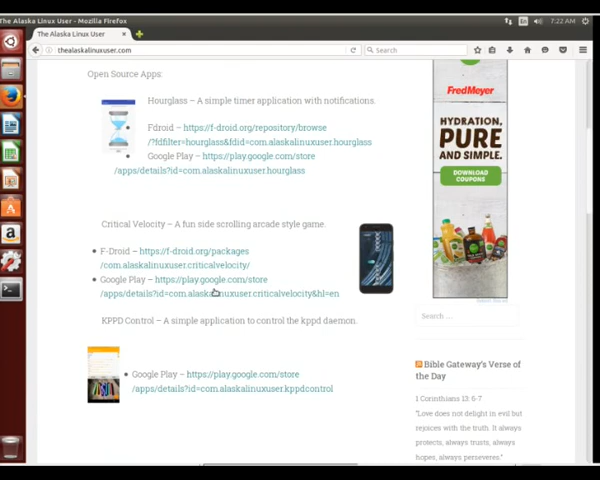 The Alaska Linux User - Mozilla Firefox
En
7:22 AM
The Alaska Linux User
thealaskalinuxuser.com
Search
Open Source Apps:
Hourglass – A simple timer application with notifications.
Fdroid – https://f-droid.org/repository/browse
/?fdfilter=hourglass&fdid=com.alaskalinuxuser.hourglass
Google Play – https://play.google.com/store
/apps/details?id=com.alaskalinuxuser.hourglass
Critical Velocity – A fun side scrolling arcade style game.
F-Droid – https://f-droid.org/packages
/com.alaskalinuxuser.criticalvelocity/
Google Play – https://play.google.com/store
/apps/details?id=com.alaskalinuxuser.criticalvelocity&hl=en
KPPD Control – A simple application to control the kppd daemon.
Google Play – https://play.google.com/store
/apps/details?id=com.alaskalinuxuser.kppdcontrol
FredMeyer
HYDRATION,
PURE
AND SIMPLE.
DOWNLOAD
COUPONS
Search ...
Bible Gateway's Verse of
the Day
1 Corinthians 13: 6-7
"Love does not delight in evil but
rejoices with the truth. It always
protects, always trusts, always
hopes, always perseveres."